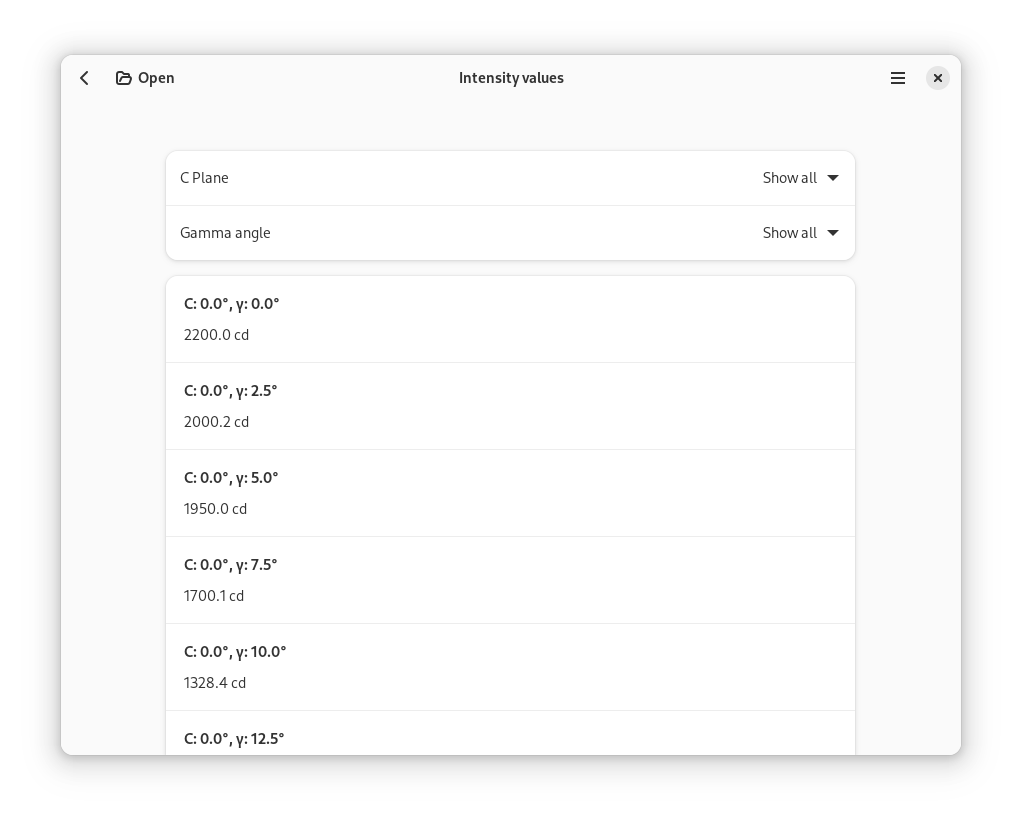 Open
Intensity values
C Plane
Show all
Gamma angle
Show all
C: 0.0°, γ: 0.0°
2200.0 cd
C: 0.0°, γ: 2.5°
2000.2 cd
C: 0.0°, γ: 5.0°
1950.0 cd
C: 0.0°, γ: 7.5°
1700.1 cd
C: 0.0°, γ: 10.0°
1328.4 cd
C: 0.0°, γ: 12.5°